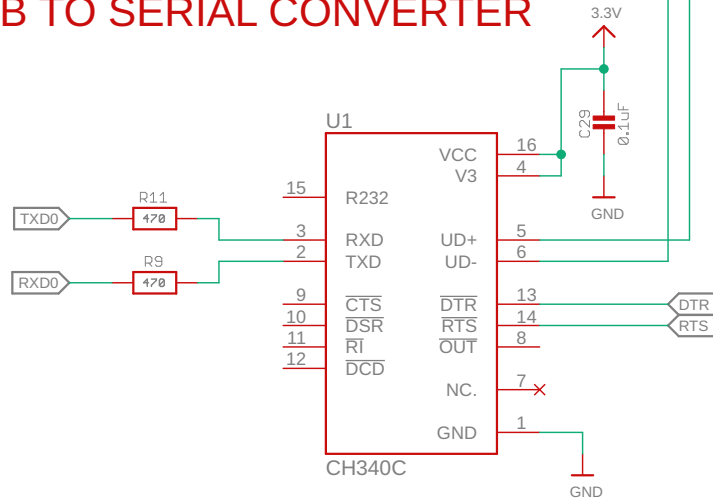 B TO SERIAL CONVERTER
3.3V
C29
0.1uF
GND
U1
VCC 16
V3 4
15 R232
TXD0
R11
470
3 RXD
UD+ 5
2 TXD
UD- 6
RXD0
R9
470
9 CTS
DTR 13
DTR
10 DSR
RTS 14
RTS
11 RI
OUT 8
12 DCD
NC. 7
GND 1
CH340C
GND